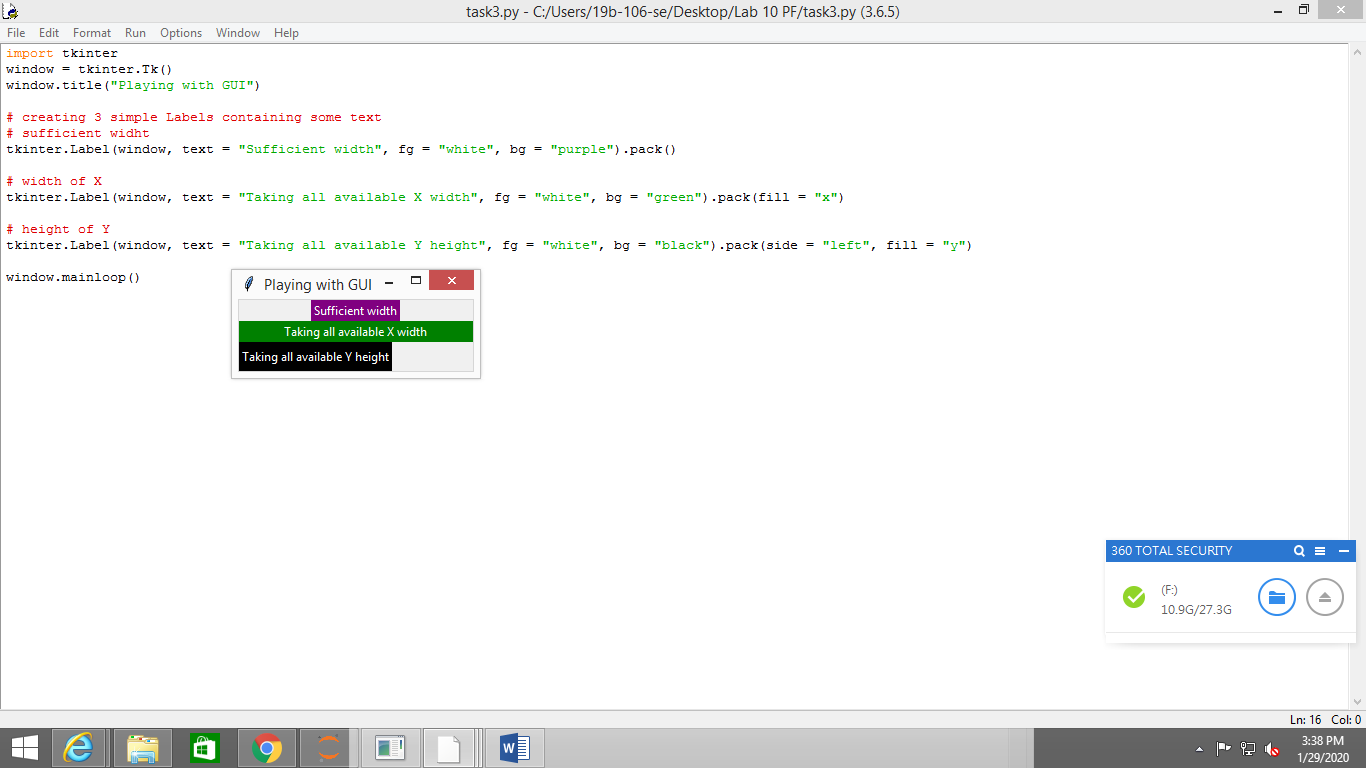 task3.py - C:/Users/19b-106-se/Desktop/Lab 10 PF/task3.py (3.6.5)
File Edit Format Run Options Window Help
import tkinter
window = tkinter.Tk()
window.title("Playing with GUI")
# creating 3 simple Labels containing some text
# sufficient widht
tkinter.Label(window, text = "Sufficient width", fg = "white", bg = "purple").pack()
# width of X
tkinter.Label(window, text = "Taking all available X width", fg = "white", bg = "green").pack(fill = "x")
# height of Y
tkinter.Label(window, text = "Taking all available Y height", fg = "white", bg = "black").pack(side = "left", fill = "y")
window.mainloop()
Playing with GUI
Sufficient width
Taking all available X width
Taking all available Y height
360 TOTAL SECURITY
(F:)
10.9G/27.3G
Ln: 16 Col: 0
3:38 PM
1/29/2020